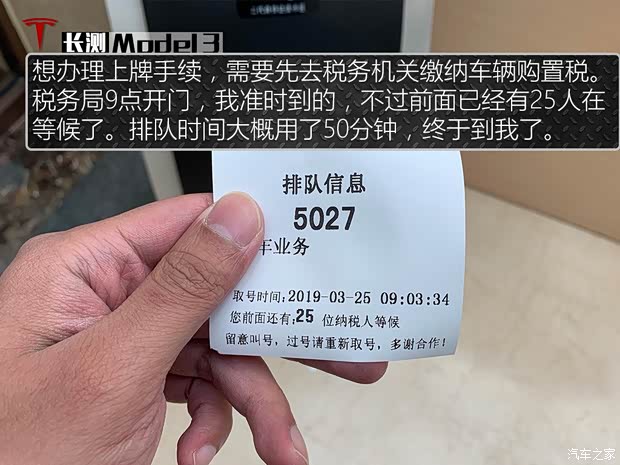 长测Model3
想办理上牌手续，需要先去税务机关缴纳车辆购置税。
税务局9点开门，我准时到的，不过前面已经有25人在
等候了。排队时间大概用了50分钟，终于到我了。
排队信息
5027
车业务
取号时间:2019-03-25 09:03:34
您前面还有:25 位纳税人等候
留意叫号，过号请重新取号，多谢合作!
汽车之家